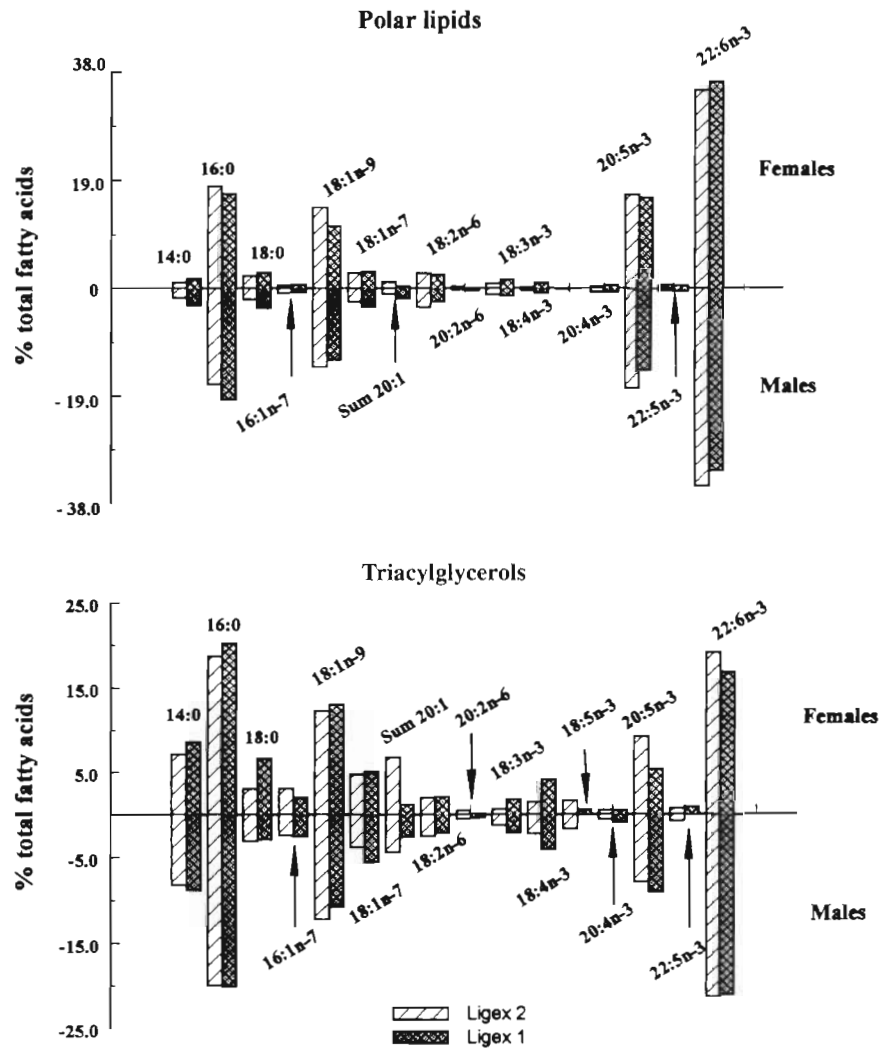 Polar lipids
38.0
22:6n-3
20:5n-3
16:0
18:1n-9
Females
19.0
18:1n-7
18:2n-6
18:3n-3
14:0
18:0
0
% total fatty acids
20:2n-6
18:4n-3
20:4n-3
22:5n-3
16:1n-7
Sum 20:1
Males
- 19.0
- 38.0
Triacylglycerols
25.0
16:0
22:6n-3
18:1n-9
20:2n-6
18:5n-3
20:5n-3
Sum 20:1
18:3n-3
15.0
14:0
18:0
Females
5.0
% total fatty acids
-5.0
18:2n-6
18:4n-3
16:1n-7
18:1n-7
20:4n-3
22:5n-3
Males
-15.0
-25.0
Ligex 2
Ligex 1